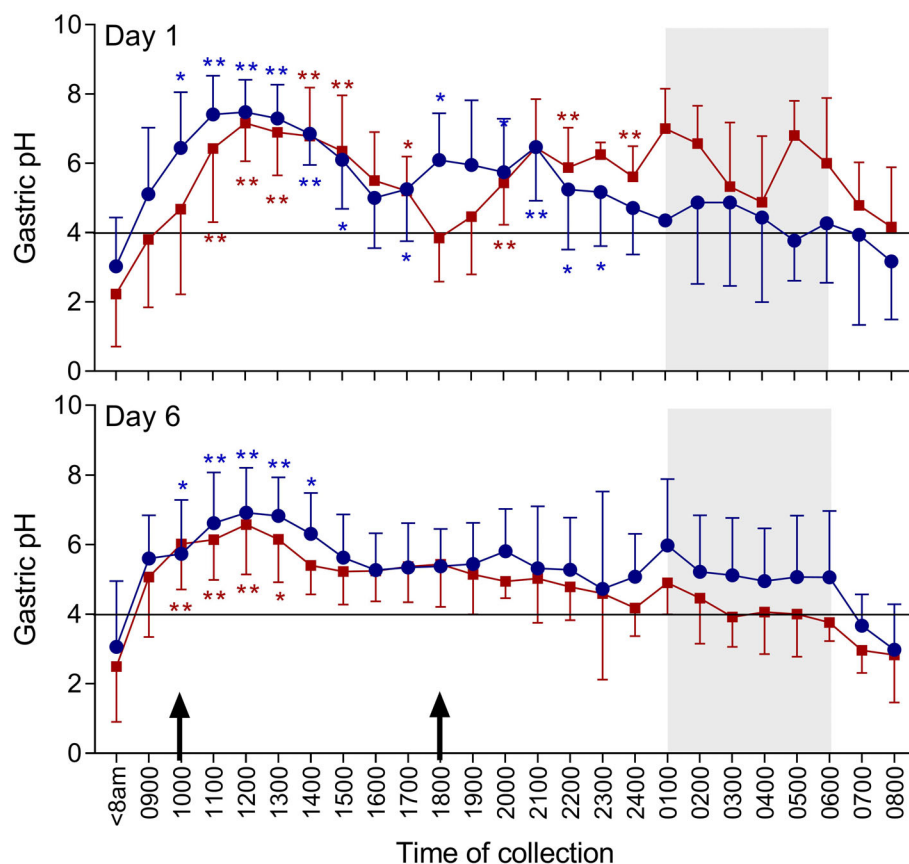 Day 1
Gastric pH
10
8
6
4
2
0
* ** ** ** ** ** * * ** **
* * *
** ** ** ** * * ** ** * *
Day 6
Gastric pH
10
8
6
4
2
0
* ** ** ** *
** ** ** *
<8am 0900 1000 1100 1200 1300 1400 1500 1600 1700 1800 1900 2000 2100 2200 2300 2400 0100 0200 0300 0400 0500 0600 0700 0800
Time of collection